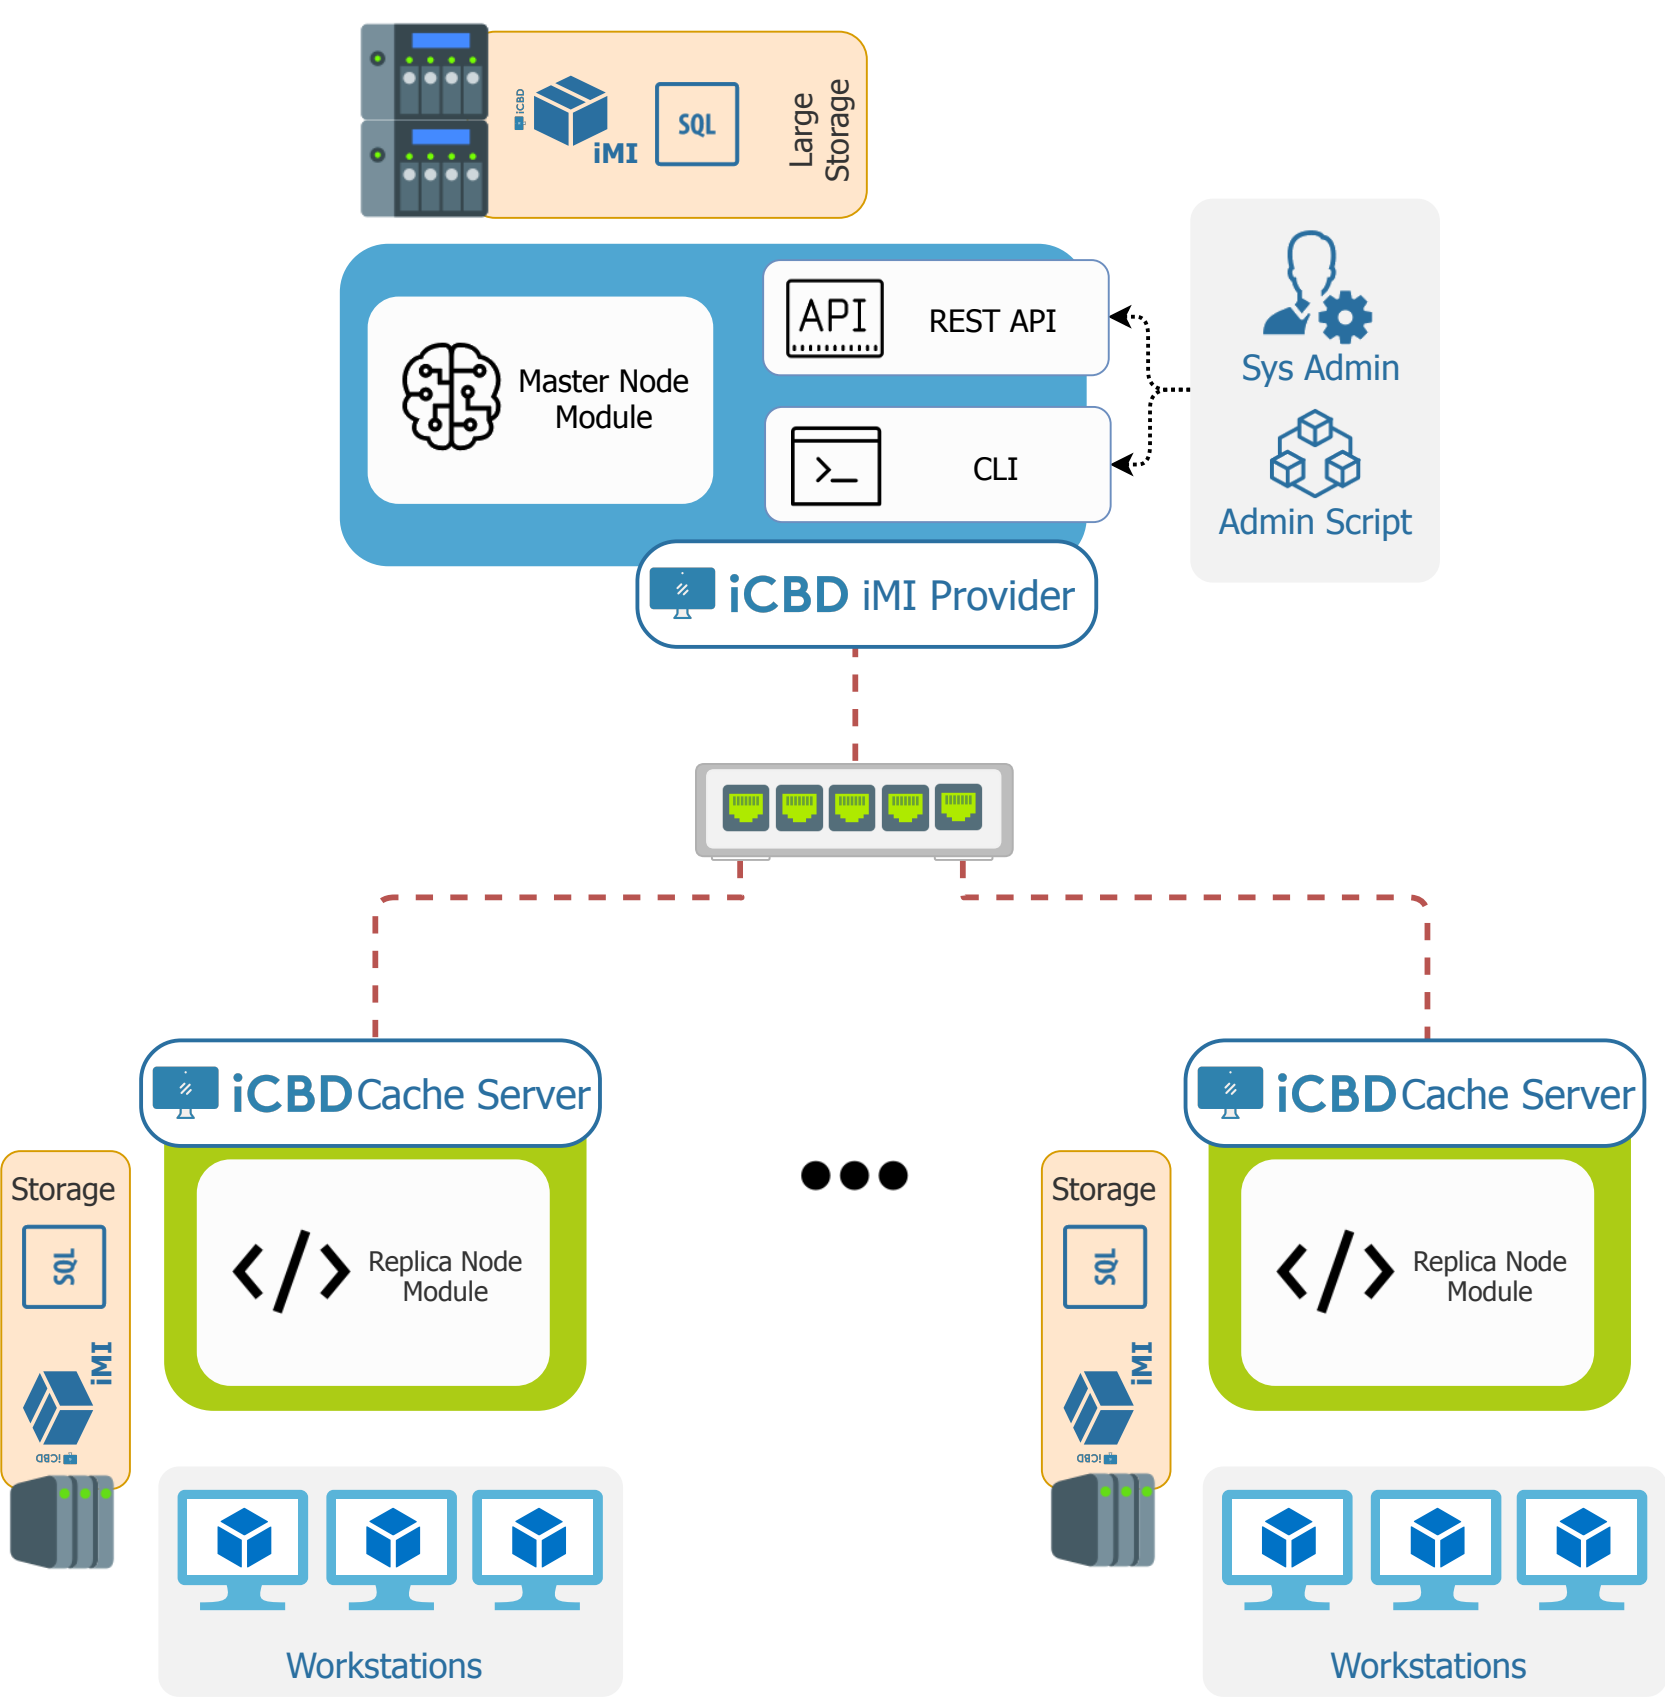 iCBD
iMI
SQL
Large
Storage
Master Node
Module
API
REST API
>_
CLI
Sys Admin
Admin Script
iCBD iMI Provider
iCBD Cache Server
Storage
SQL
iMI
iCBD
</>
Replica Node
Module
Workstations
iCBD Cache Server
Storage
SQL
iMI
iCBD
</>
Replica Node
Module
Workstations